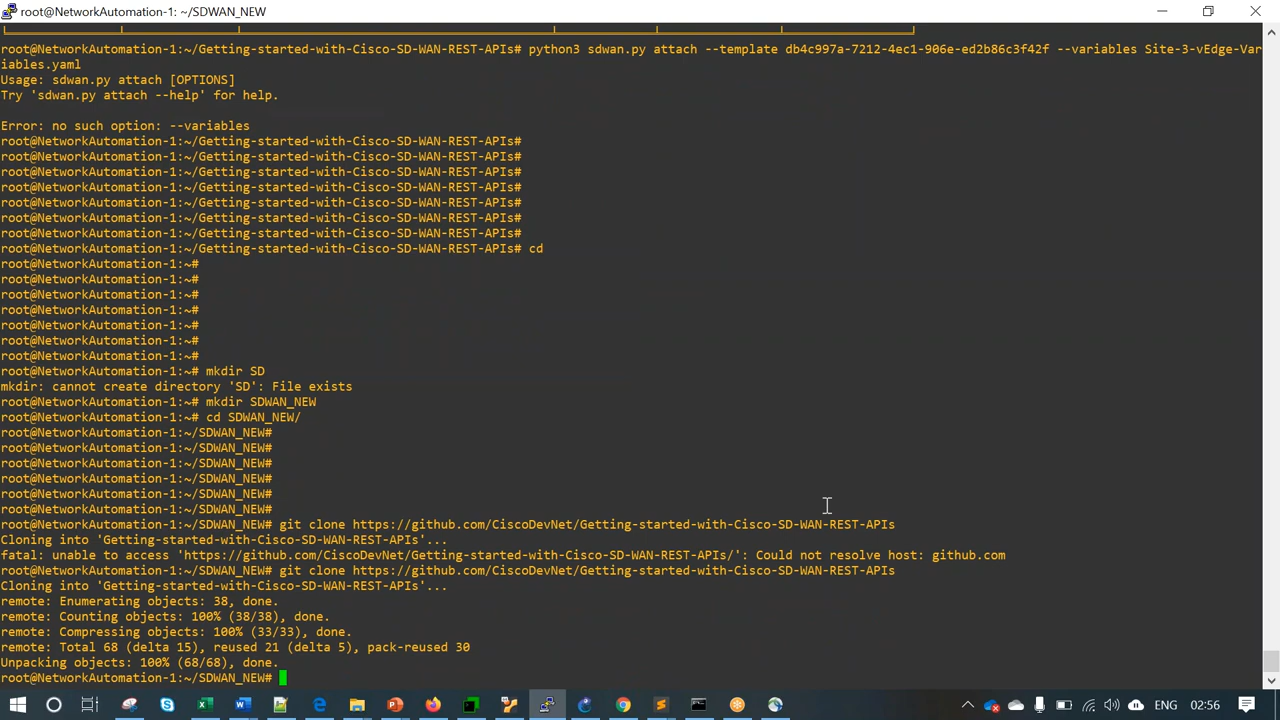 root@NetworkAutomation-1: ~/SDWAN_NEW
root@NetworkAutomation-1:~/Getting-started-with-Cisco-SD-WAN-REST-APIs# python3 sdwan.py attach --template db4c997a-7212-4ec1-906e-ed2b86c3f42f --variables Site-3-vEdge-Var
iables.yaml
Usage: sdwan.py attach [OPTIONS]
Try 'sdwan.py attach --help' for help.
Error: no such option: --variables
root@NetworkAutomation-1:~/Getting-started-with-Cisco-SD-WAN-REST-APIs#
root@NetworkAutomation-1:~/Getting-started-with-Cisco-SD-WAN-REST-APIs#
root@NetworkAutomation-1:~/Getting-started-with-Cisco-SD-WAN-REST-APIs#
root@NetworkAutomation-1:~/Getting-started-with-Cisco-SD-WAN-REST-APIs#
root@NetworkAutomation-1:~/Getting-started-with-Cisco-SD-WAN-REST-APIs#
root@NetworkAutomation-1:~/Getting-started-with-Cisco-SD-WAN-REST-APIs#
root@NetworkAutomation-1:~/Getting-started-with-Cisco-SD-WAN-REST-APIs#
root@NetworkAutomation-1:~/Getting-started-with-Cisco-SD-WAN-REST-APIs# cd
root@NetworkAutomation-1:~#
root@NetworkAutomation-1:~#
root@NetworkAutomation-1:~#
root@NetworkAutomation-1:~#
root@NetworkAutomation-1:~#
root@NetworkAutomation-1:~#
root@NetworkAutomation-1:~#
root@NetworkAutomation-1:~# mkdir SD
mkdir: cannot create directory 'SD': File exists
root@NetworkAutomation-1:~# mkdir SDWAN_NEW
root@NetworkAutomation-1:~# cd SDWAN_NEW/
root@NetworkAutomation-1:~/SDWAN_NEW#
root@NetworkAutomation-1:~/SDWAN_NEW#
root@NetworkAutomation-1:~/SDWAN_NEW#
root@NetworkAutomation-1:~/SDWAN_NEW#
root@NetworkAutomation-1:~/SDWAN_NEW#
root@NetworkAutomation-1:~/SDWAN_NEW#
root@NetworkAutomation-1:~/SDWAN_NEW# git clone https://github.com/CiscoDevNet/Getting-started-with-Cisco-SD-WAN-REST-APIs
Cloning into 'Getting-started-with-Cisco-SD-WAN-REST-APIs'...
fatal: unable to access 'https://github.com/CiscoDevNet/Getting-started-with-Cisco-SD-WAN-REST-APIs/': Could not resolve host: github.com
root@NetworkAutomation-1:~/SDWAN_NEW# git clone https://github.com/CiscoDevNet/Getting-started-with-Cisco-SD-WAN-REST-APIs
Cloning into 'Getting-started-with-Cisco-SD-WAN-REST-APIs'...
remote: Enumerating objects: 38, done.
remote: Counting objects: 100% (38/38), done.
remote: Compressing objects: 100% (33/33), done.
remote: Total 68 (delta 15), reused 21 (delta 5), pack-reused 30
Unpacking objects: 100% (68/68), done.
root@NetworkAutomation-1:~/SDWAN_NEW#
ENG 02:56